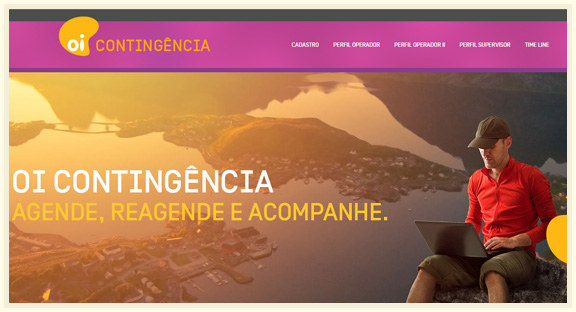 oi CONTINGÊNCIA
CADASTRO PERFIL OPERADOR PERFIL OPERADOR II PERFIL SUPERVISOR TIME LINE
OI CONTINGÊNCIA
AGENDE, REAGENDE E ACOMPANHE.